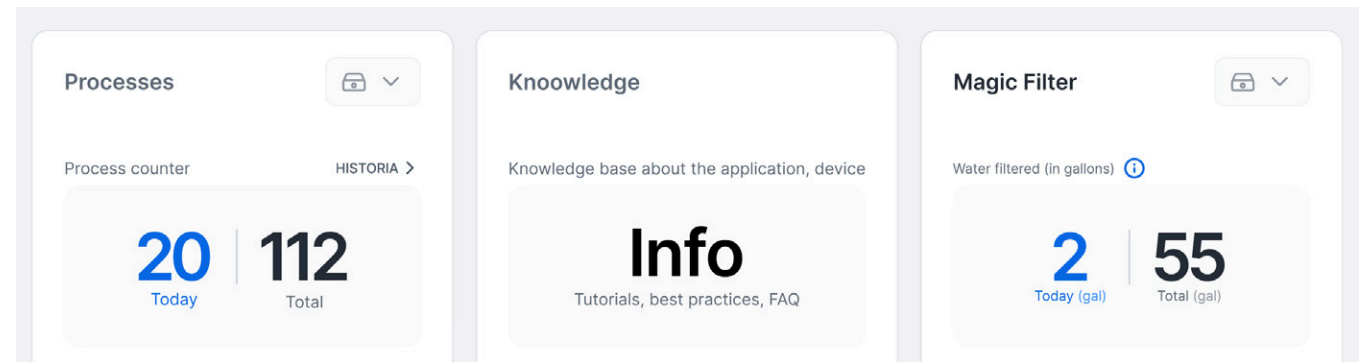 Processes
Process counter
HISTORIA
20
112
Today
Total
Knoowledge
Knowledge base about the application, device
Info
Tutorials, best practices, FAQ
Magic Filter
Water filtered (in gallons)
2
55
Today (gal)
Total (gal)